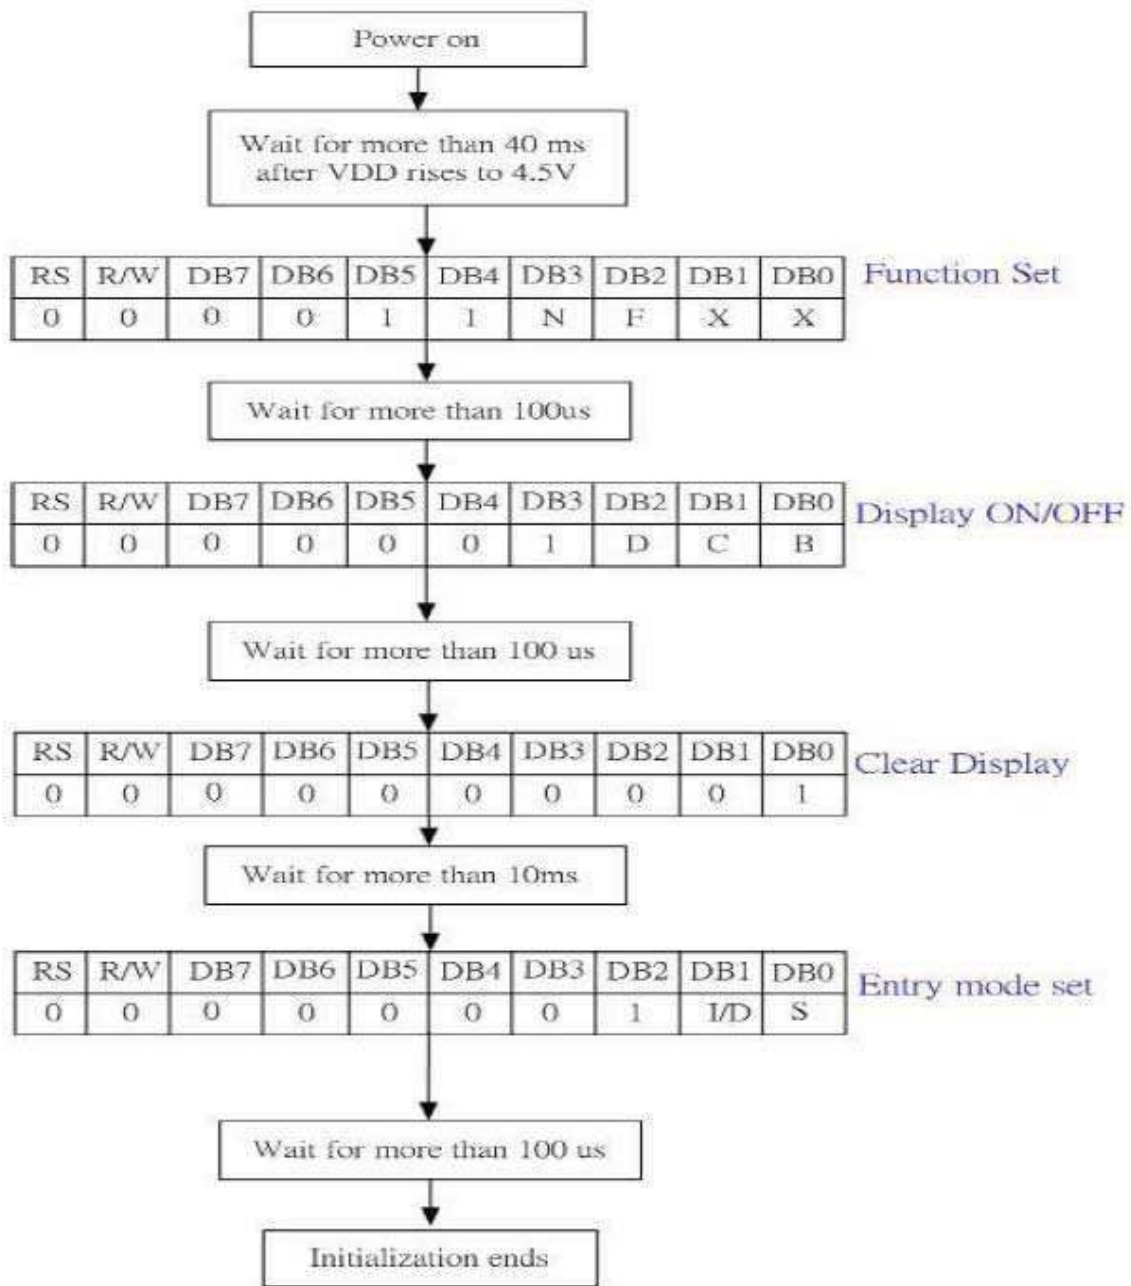 Power on
Wait for more than 40 ms
after VDD rises to 4.5V
RS R/W DB7 DB6 DB5 DB4 DB3 DB2 DB1 DB0 Function Set
0 0 0 0 1 1 N F X X
Wait for more than 100us
RS R/W DB7 DB6 DB5 DB4 DB3 DB2 DB1 DB0 Display ON/OFF
0 0 0 0 0 0 1 D C B
Wait for more than 100 us
RS R/W DB7 DB6 DB5 DB4 DB3 DB2 DB1 DB0 Clear Display
0 0 0 0 0 0 0 0 0 1
Wait for more than 10ms
RS R/W DB7 DB6 DB5 DB4 DB3 DB2 DB1 DB0 Entry mode set
0 0 0 0 0 0 0 1 I/D S
Wait for more than 100 us
Initialization ends